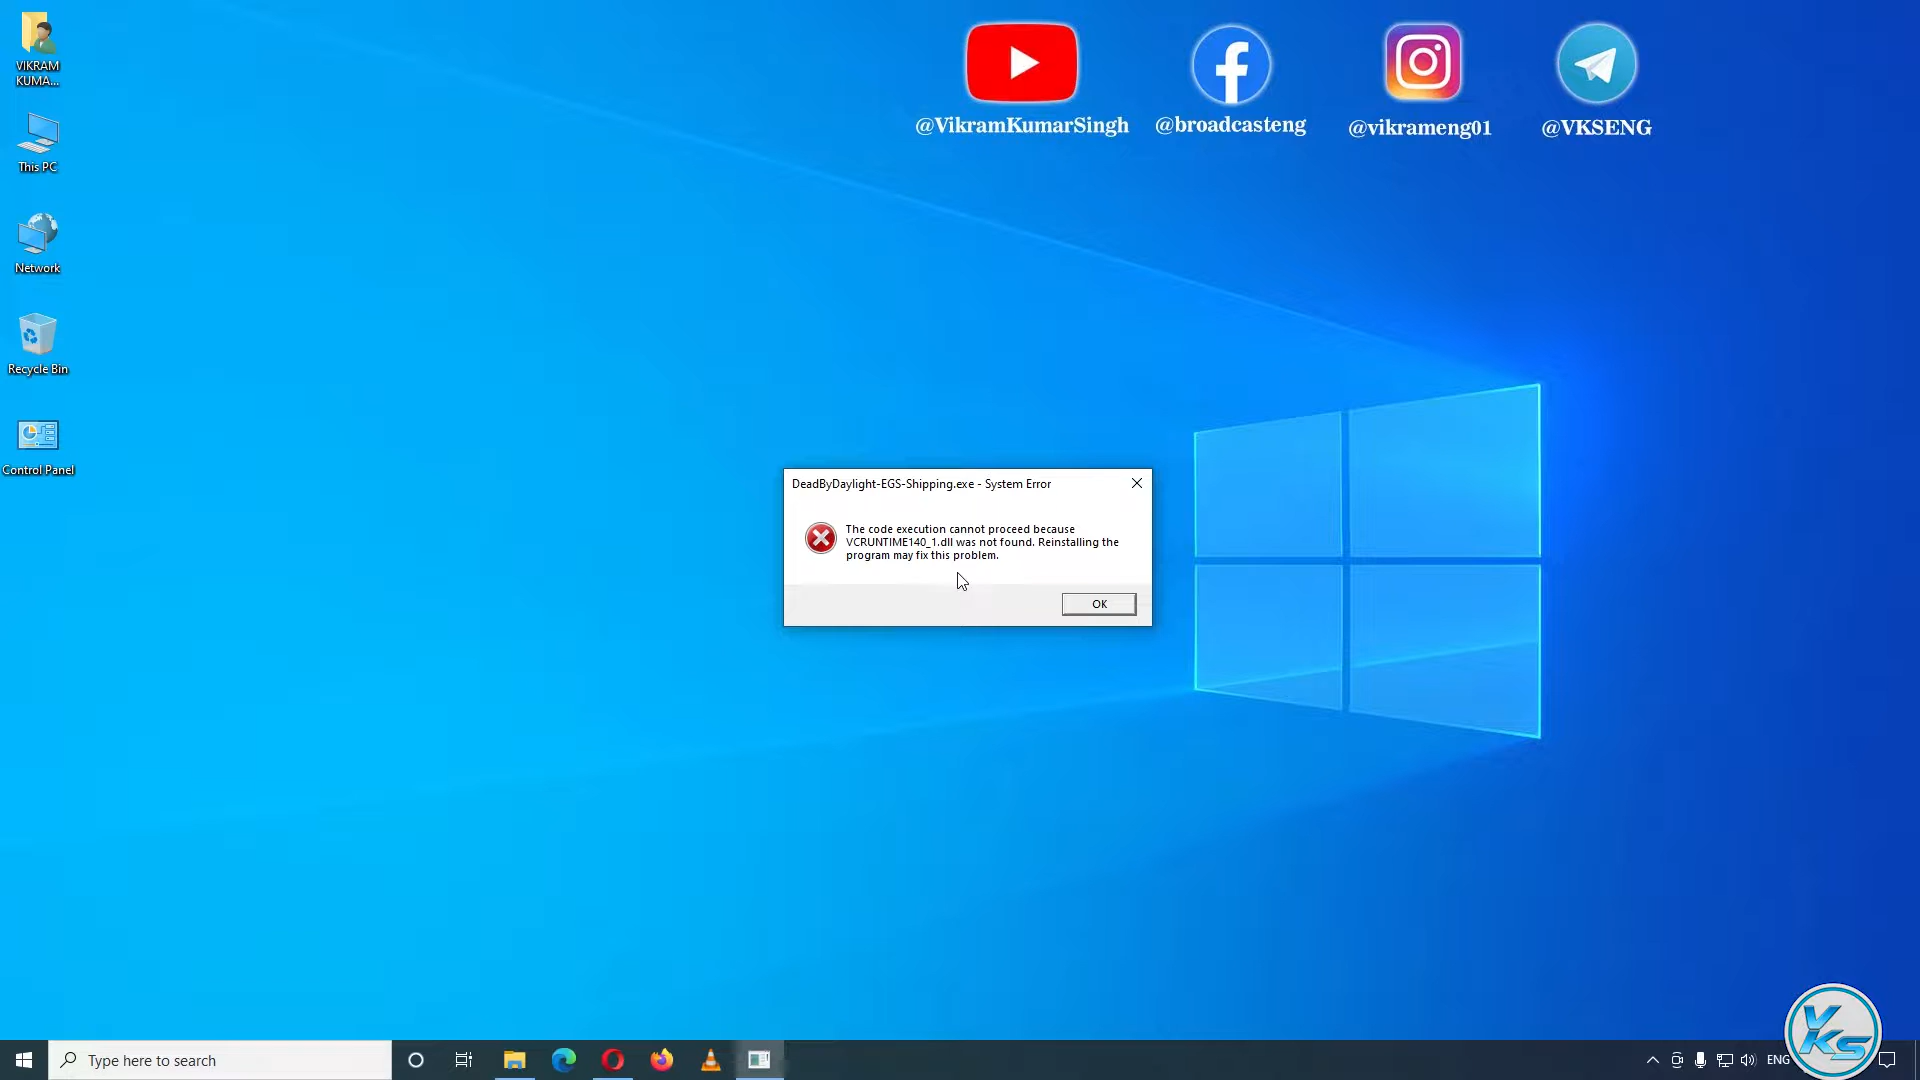 @VikramKumarSingh
@broadcasteng
@vikrameng01
@VKSENG
VIKRAM
KUMA...
This PC
Network
Recycle Bin
Control Panel
DeadByDaylight-EGS-Shipping.exe - System Error
The code execution cannot proceed because
VCRUNTIME140_1.dll was not found. Reinstalling the
program may fix this problem.
OK
Type here to search
ENG
VKS